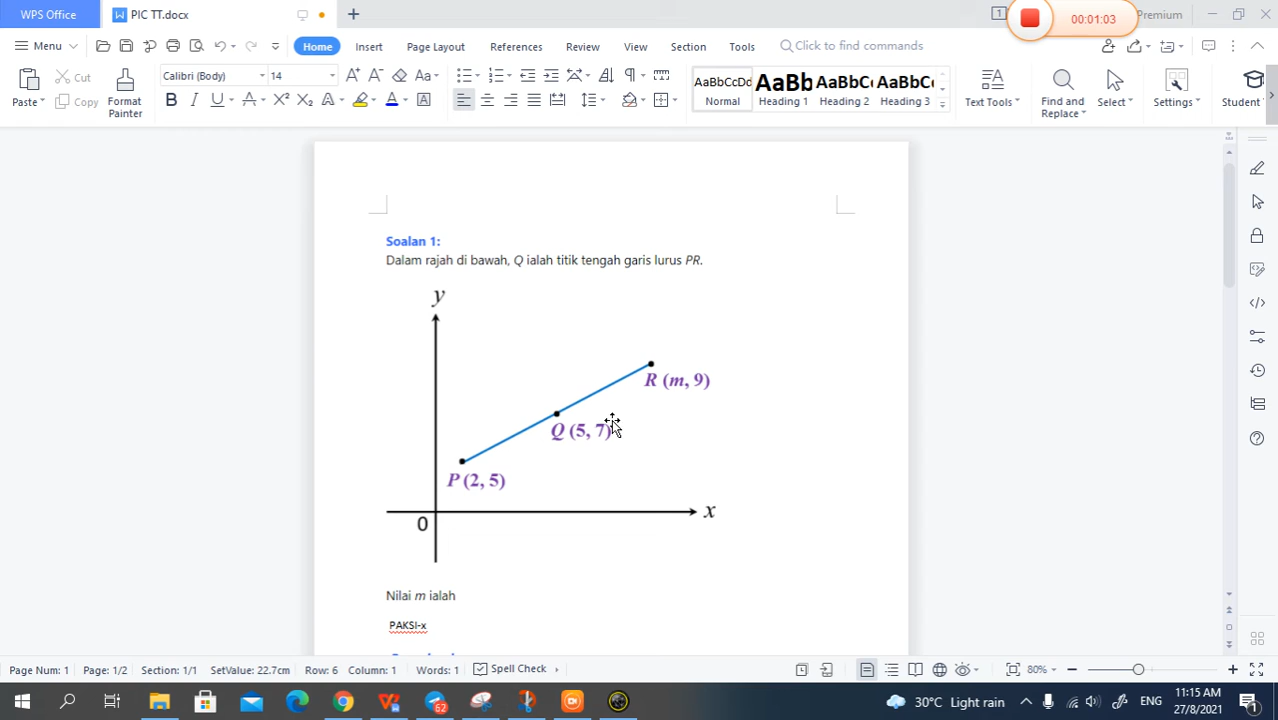 WPS Office PIC TT.docx 1 00:01:03 Premium
Menu Home Insert Page Layout References Review View Section Tools Click to find commands
Paste Cut Copy Format Painter Calibri (Body) 14 AaBbCcDd Normal AaBb Heading 1 AaBbC Heading 2 AaBbC Heading 3 Text Tools Find and Replace Select Settings Student
Soalan 1:
Dalam rajah di bawah, Q ialah titik tengah garis lurus PR.
y
R (m, 9)
Q (5, 7)
P (2, 5)
x
0
Nilai m ialah
PAKSI-x
Page Num: 1 Page: 1/2 Section: 1/1 SetValue: 22.7cm Row: 6 Column: 1 Words: 1 Spell Check 80%
62 30°C Light rain ENG 11:15 AM
27/8/2021 1